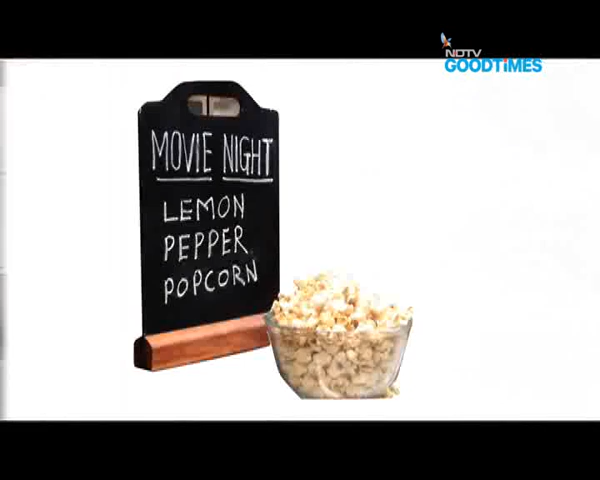 NDTV
GOODTiMES
MOVIE NIGHT
LEMON
PEPPER
POPCORN